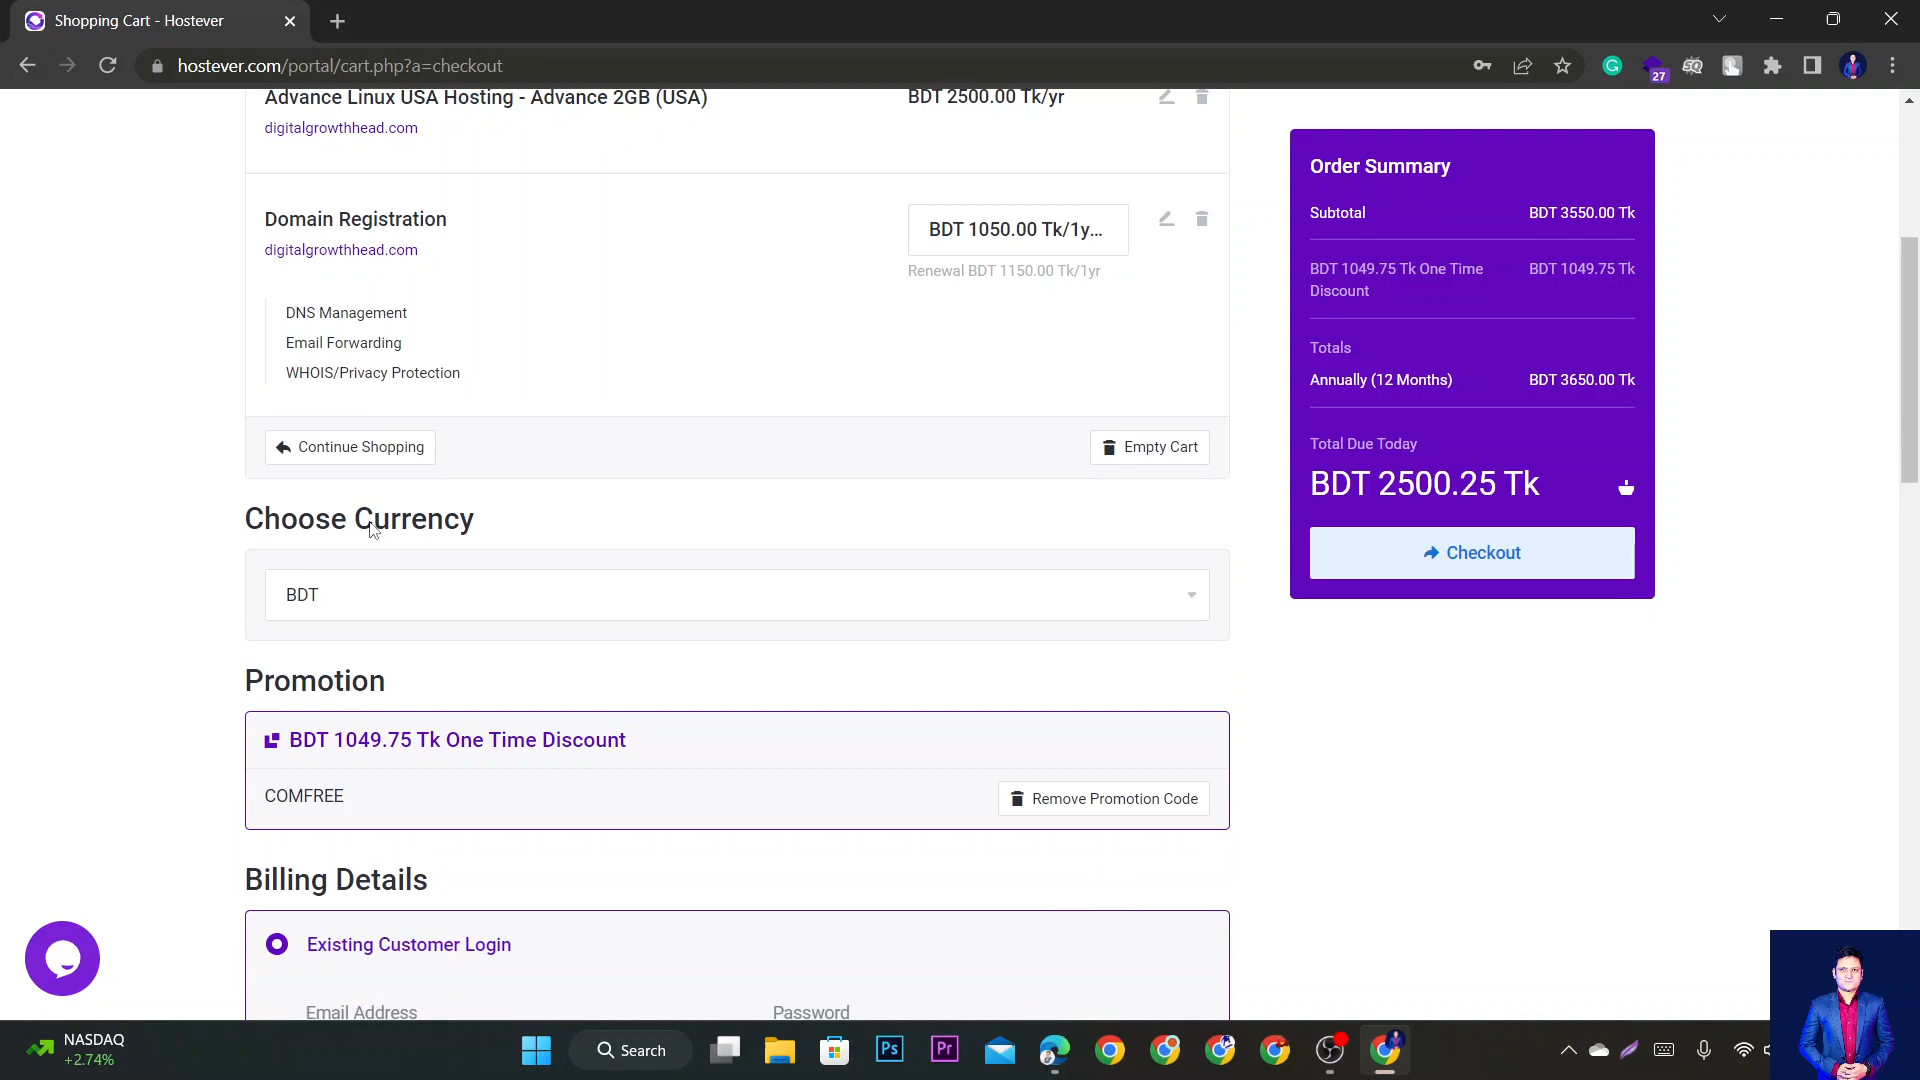 Shopping Cart - Hostever
hostever.com/portal/cart.php?a=checkout
27
Advance Linux USA Hosting - Advance 2GB (USA)
BDT 2500.00 Tk/yr
digitalgrowthhead.com
Domain Registration
BDT 1050.00 Tk/1y...
digitalgrowthhead.com
Renewal BDT 1150.00 Tk/1yr
DNS Management
Email Forwarding
WHOIS/Privacy Protection
Continue Shopping
Empty Cart
Order Summary
Subtotal
BDT 3550.00 Tk
BDT 1049.75 Tk One Time
Discount
BDT 1049.75 Tk
Totals
Annually (12 Months)
BDT 3650.00 Tk
Total Due Today
BDT 2500.25 Tk
Checkout
Choose Currency
BDT
Promotion
BDT 1049.75 Tk One Time Discount
COMFREE
Remove Promotion Code
Billing Details
Existing Customer Login
Email Address
Password
NASDAQ
+2.74%
Search
Ps
Pr